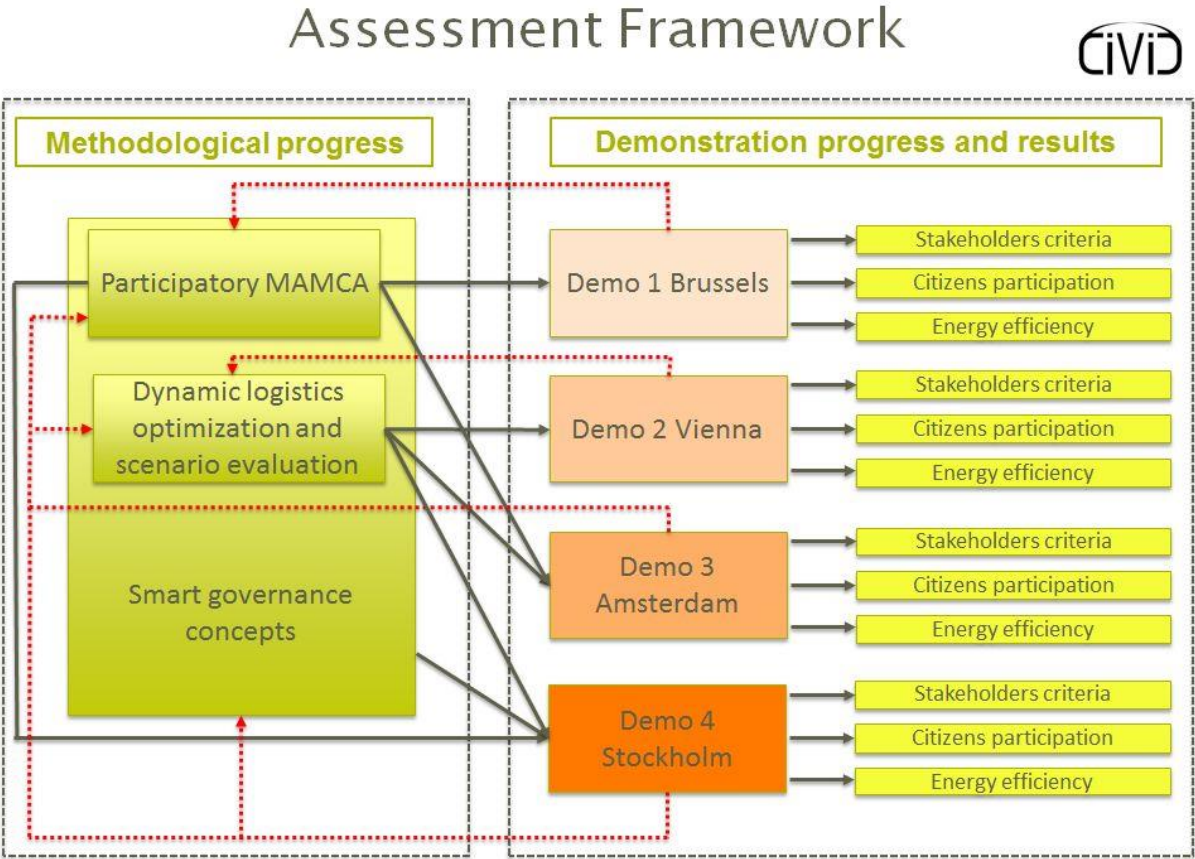 Assessment Framework
CiViC
Methodological progress
Demonstration progress and results
Participatory MAMCA
Dynamic logistics
optimization and
scenario evaluation
Smart governance
concepts
Demo 1 Brussels
Stakeholders criteria
Citizens participation
Energy efficiency
Demo 2 Vienna
Stakeholders criteria
Citizens participation
Energy efficiency
Demo 3
Amsterdam
Stakeholders criteria
Citizens participation
Energy efficiency
Demo 4
Stockholm
Stakeholders criteria
Citizens participation
Energy efficiency